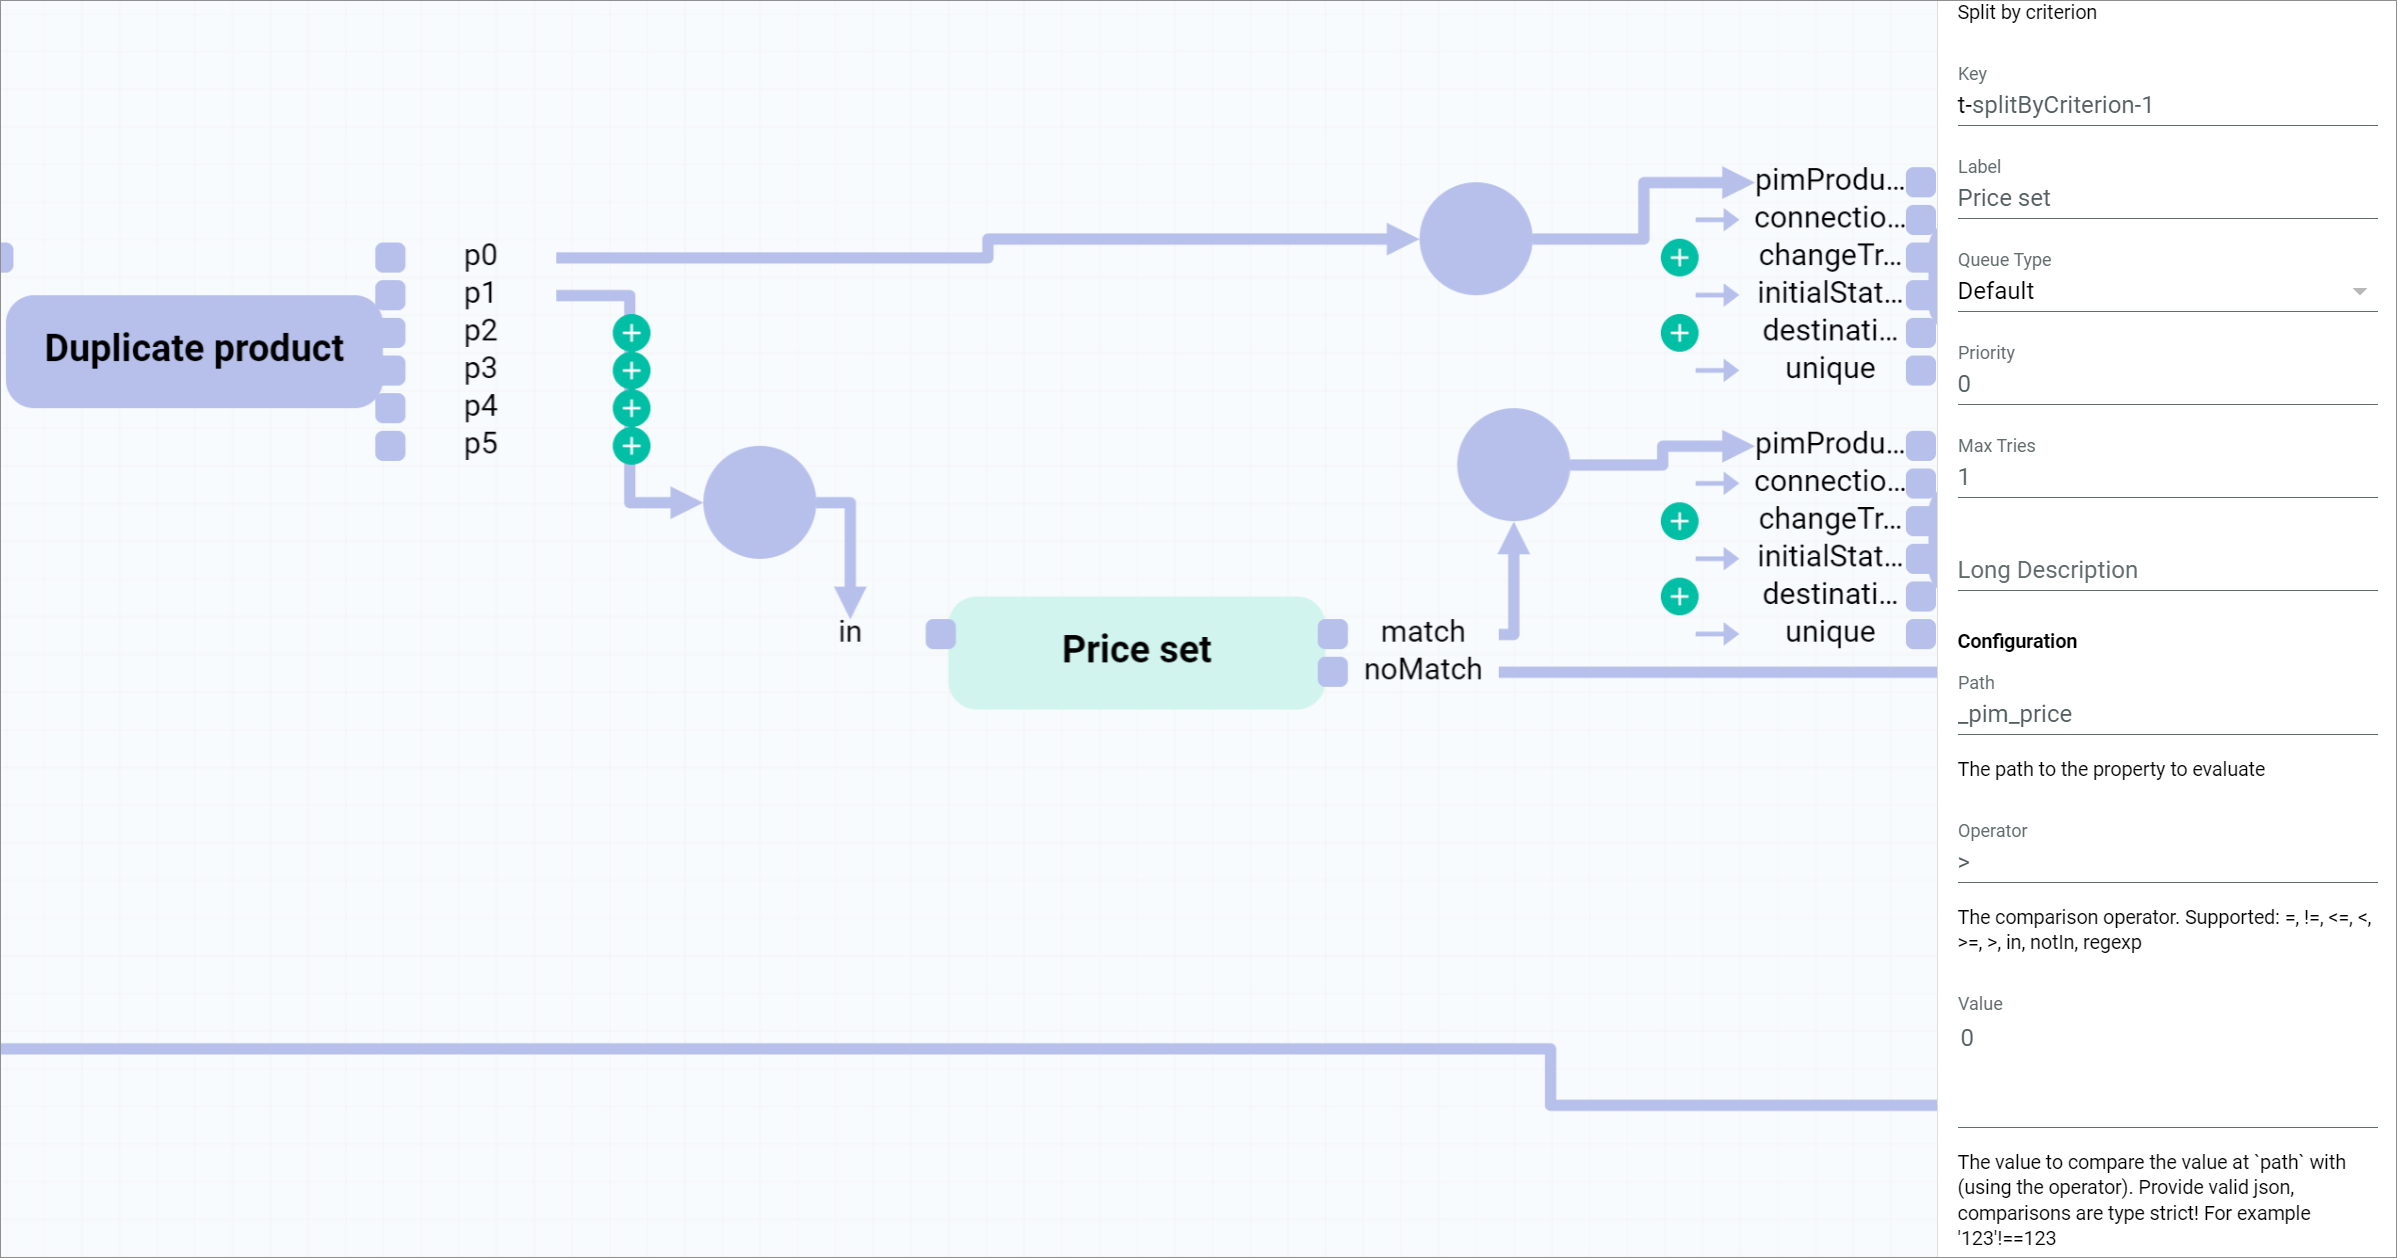 Duplicate product
p0
p1
p2
p3
p4
p5
in
Price set
match
noMatch
pimProdu...
connectio...
changeTr...
initialStat...
destinati...
unique
pimProdu...
connectio...
changeTr...
initialStat...
destinati...
unique
Split by criterion
Key
t-splitByCriterion-1
Label
Price set
Queue Type
Default
Priority
0
Max Tries
1
Long Description
Configuration
Path
_pim_price
The path to the property to evaluate
Operator
>
The comparison operator. Supported: =, !=, <=, <,
>=, >, in, notIn, regexp
Value
0
The value to compare the value at `path` with
(using the operator). Provide valid json,
comparisons are type strict! For example
'123'!==123